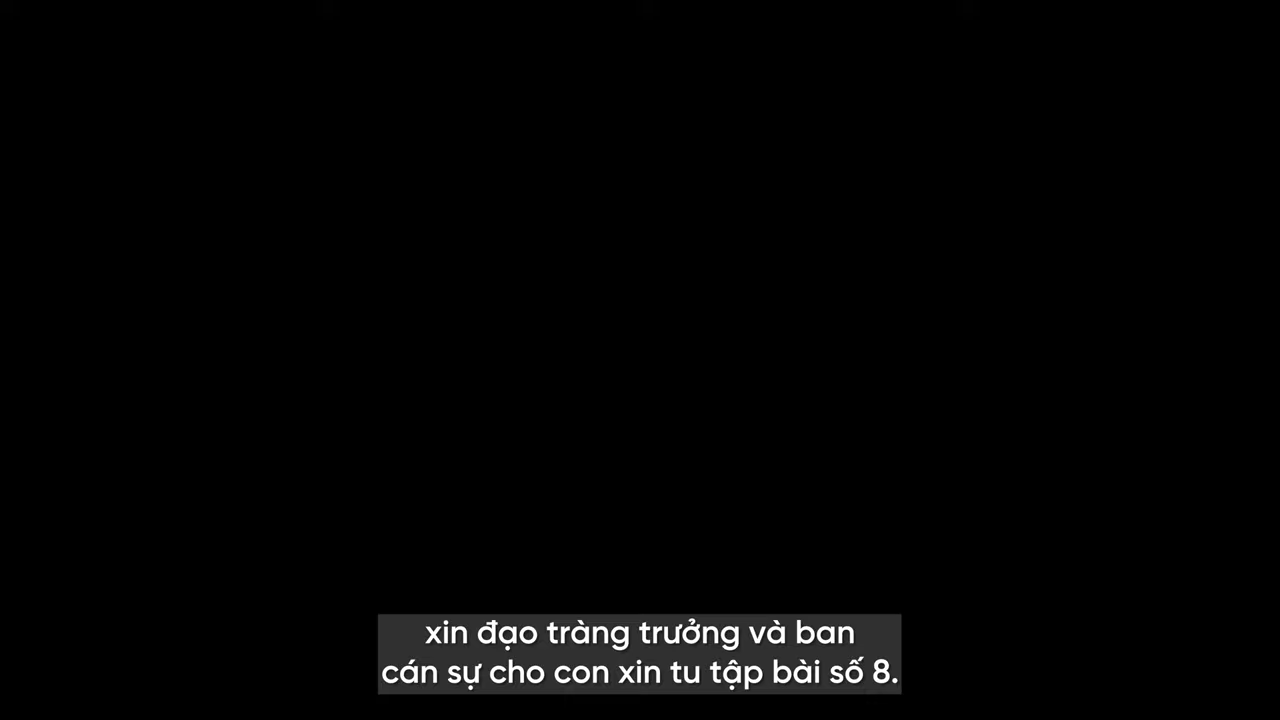 xin đạo tràng trưởng và ban
cán sự cho con xin tu tập bài số 8.